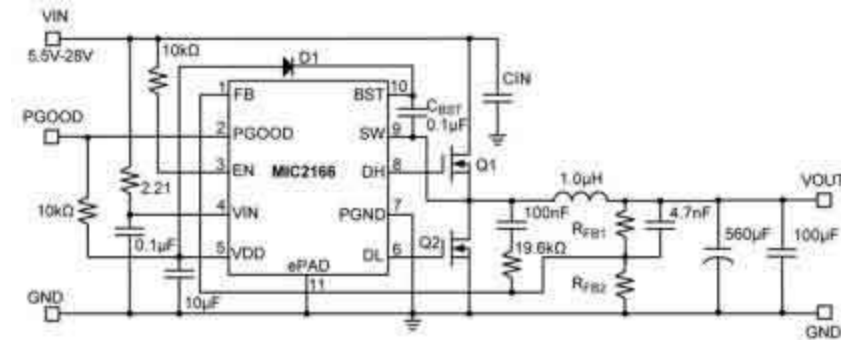 VIN
5.5V-28V
10kΩ
D1
CIN
1
FB
BST
10
CBST
0.1µF
PGOOD
2
PGOOD
SW
9
3
EN
MIC2166
DH
8
Q1
2.21
10kΩ
4
VIN
PGND
7
1.0µH
VOUT
100nF
4.7nF
RFB1
0.1µF
5
VDD
DL
6
Q2
19.6kΩ
560µF
100µF
ePAD
11
10µF
RFB2
GND
GND